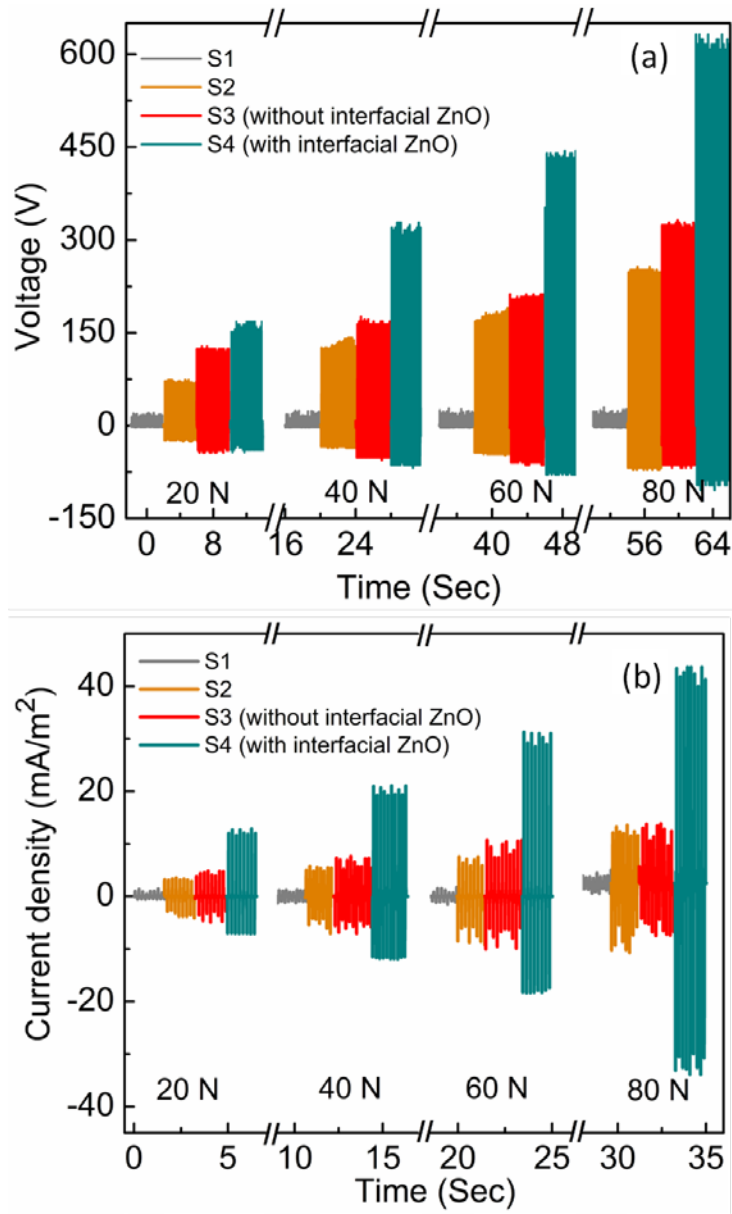 (a)
S1
S2
S3 (without interfacial ZnO)
S4 (with interfacial ZnO)
600
450
300
150
0
-150
Voltage (V)
20 N 40 N 60 N 80 N
0 8 16 24 40 48 56 64
Time (Sec)
(b)
S1
S2
S3 (without interfacial ZnO)
S4 (with interfacial ZnO)
40
20
0
-20
-40
Current density (mA/m²)
20 N 40 N 60 N 80 N
0 5 10 15 20 25 30 35
Time (Sec)